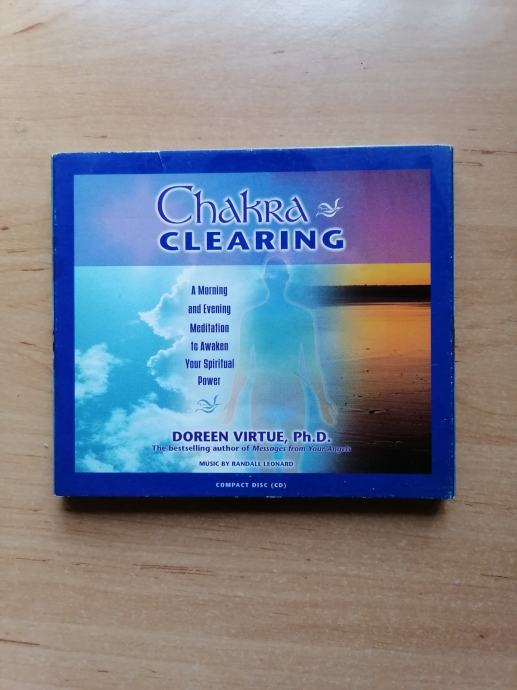 Chakra
CLEARING
A Morning
and Evening
Meditation
to Awaken
Your Spiritual
Power
DOREEN VIRTUE, Ph.D.
The bestselling author of Messages from Your Angels
MUSIC BY RANDALL LEONARD
COMPACT DISC (CD)